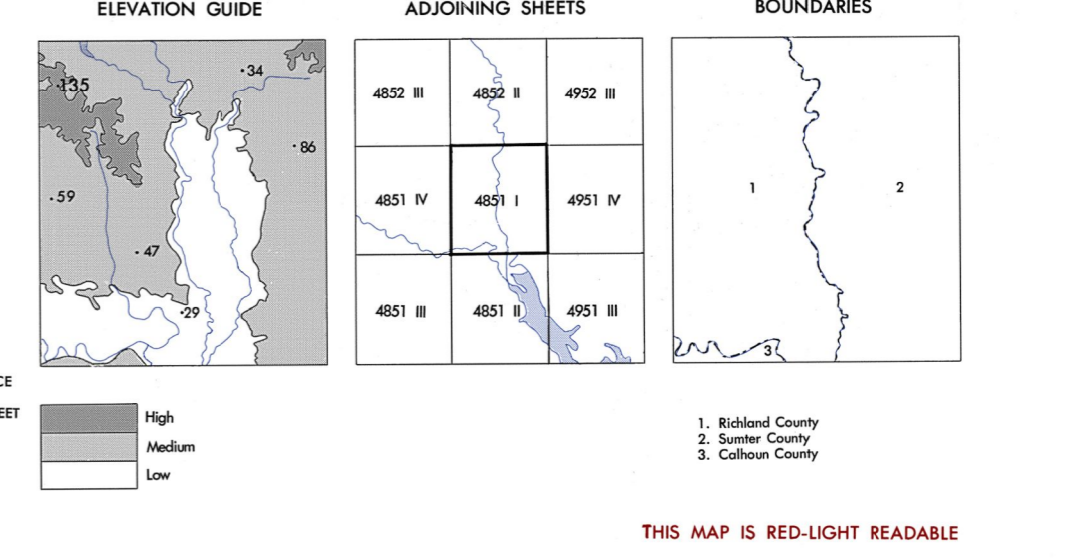 ELEVATION GUIDE
ADJOINING SHEETS
BOUNDARIES
135
34
86
59
47
29
4852 III
4852 II
4952 III
4851 IV
4851 I
4951 IV
4851 III
4851 II
4951 III
1
2
3
CE
EET
High
Medium
Low
1. Richland County
2. Sumter County
3. Calhoun County
THIS MAP IS RED-LIGHT READABLE